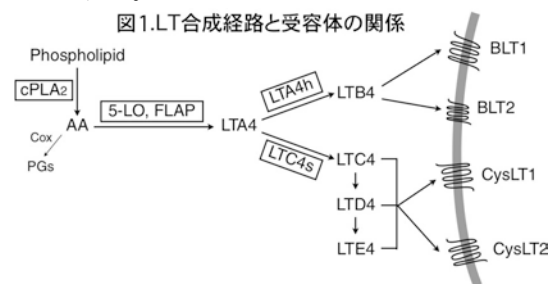 図1.LT合成経路と受容体の関係
Phospholipid
cPLA2
AA
Cox
PGs
5-LO, FLAP
LTA4
LTA4h
LTB4
LTC4s
LTC4
LTD4
LTE4
BLT1
BLT2
CysLT1
CysLT2